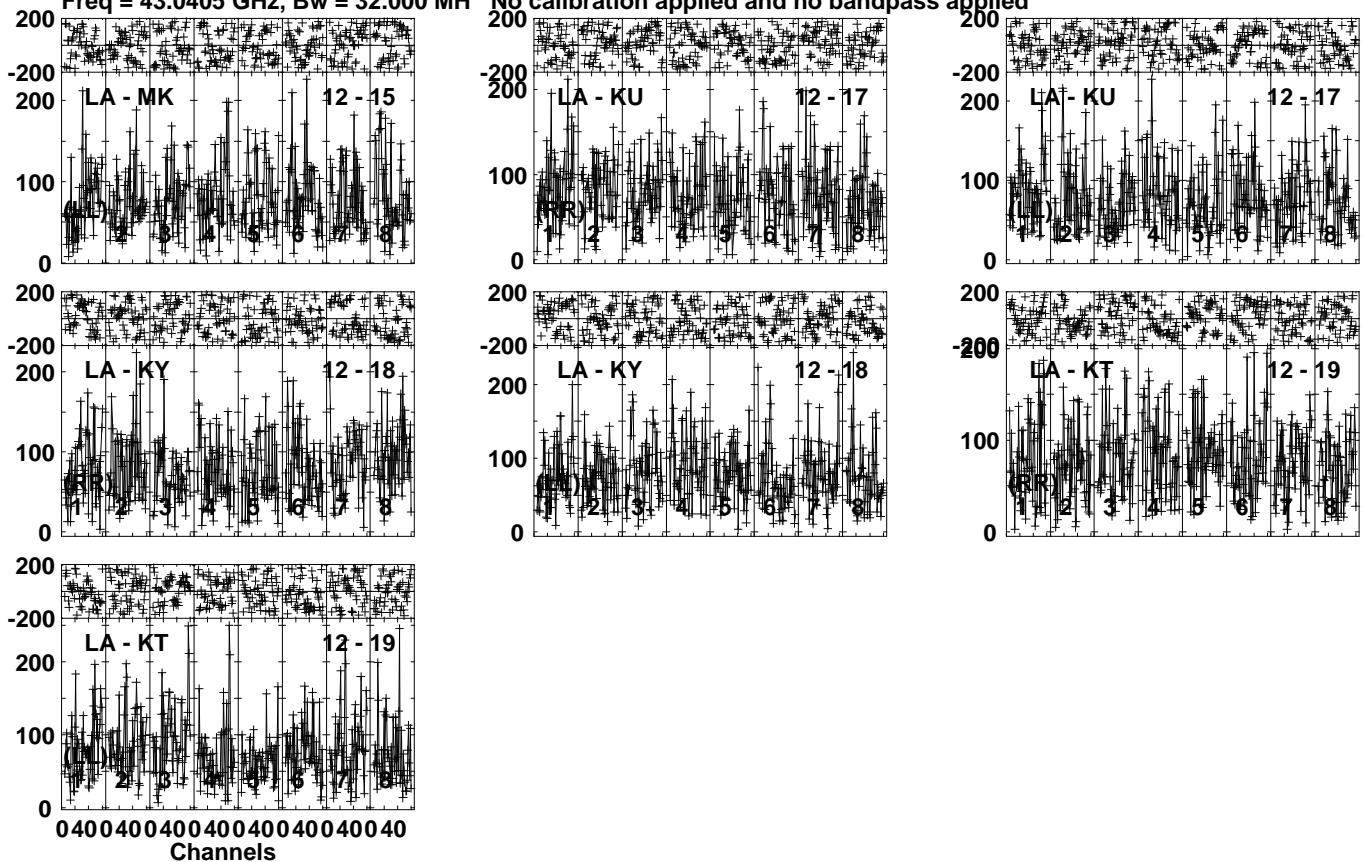 Freq = 43.0405 GHz, Bw = 32.000 MH No calibration applied and no bandpass applied
200
-200
200
100
0
LA - MK 12 - 15
(LL)
1 2 3 4 5 6 7 8
200
-200
200
100
0
LA - KU 12 - 17
(RR)
1 2 3 4 5 6 7 8
200
-200
200
100
0
LA - KU 12 - 17
(LL)
1 2 3 4 5 6 7 8
200
-200
200
100
0
LA - KY 12 - 18
(RR)
1 2 3 4 5 6 7 8
200
-200
200
100
0
LA - KY 12 - 18
(LL)
1 2 3 4 5 6 7 8
200
-200
200
100
0
LA - KT 12 - 19
(RR)
1 2 3 4 5 6 7 8
200
-200
200
100
0
LA - KT 12 - 19
(LL)
1 2 3 4 5 6 7 8
0 40 0 40 0 40 0 40 0 40 0 40 0 40 0 40
Channels